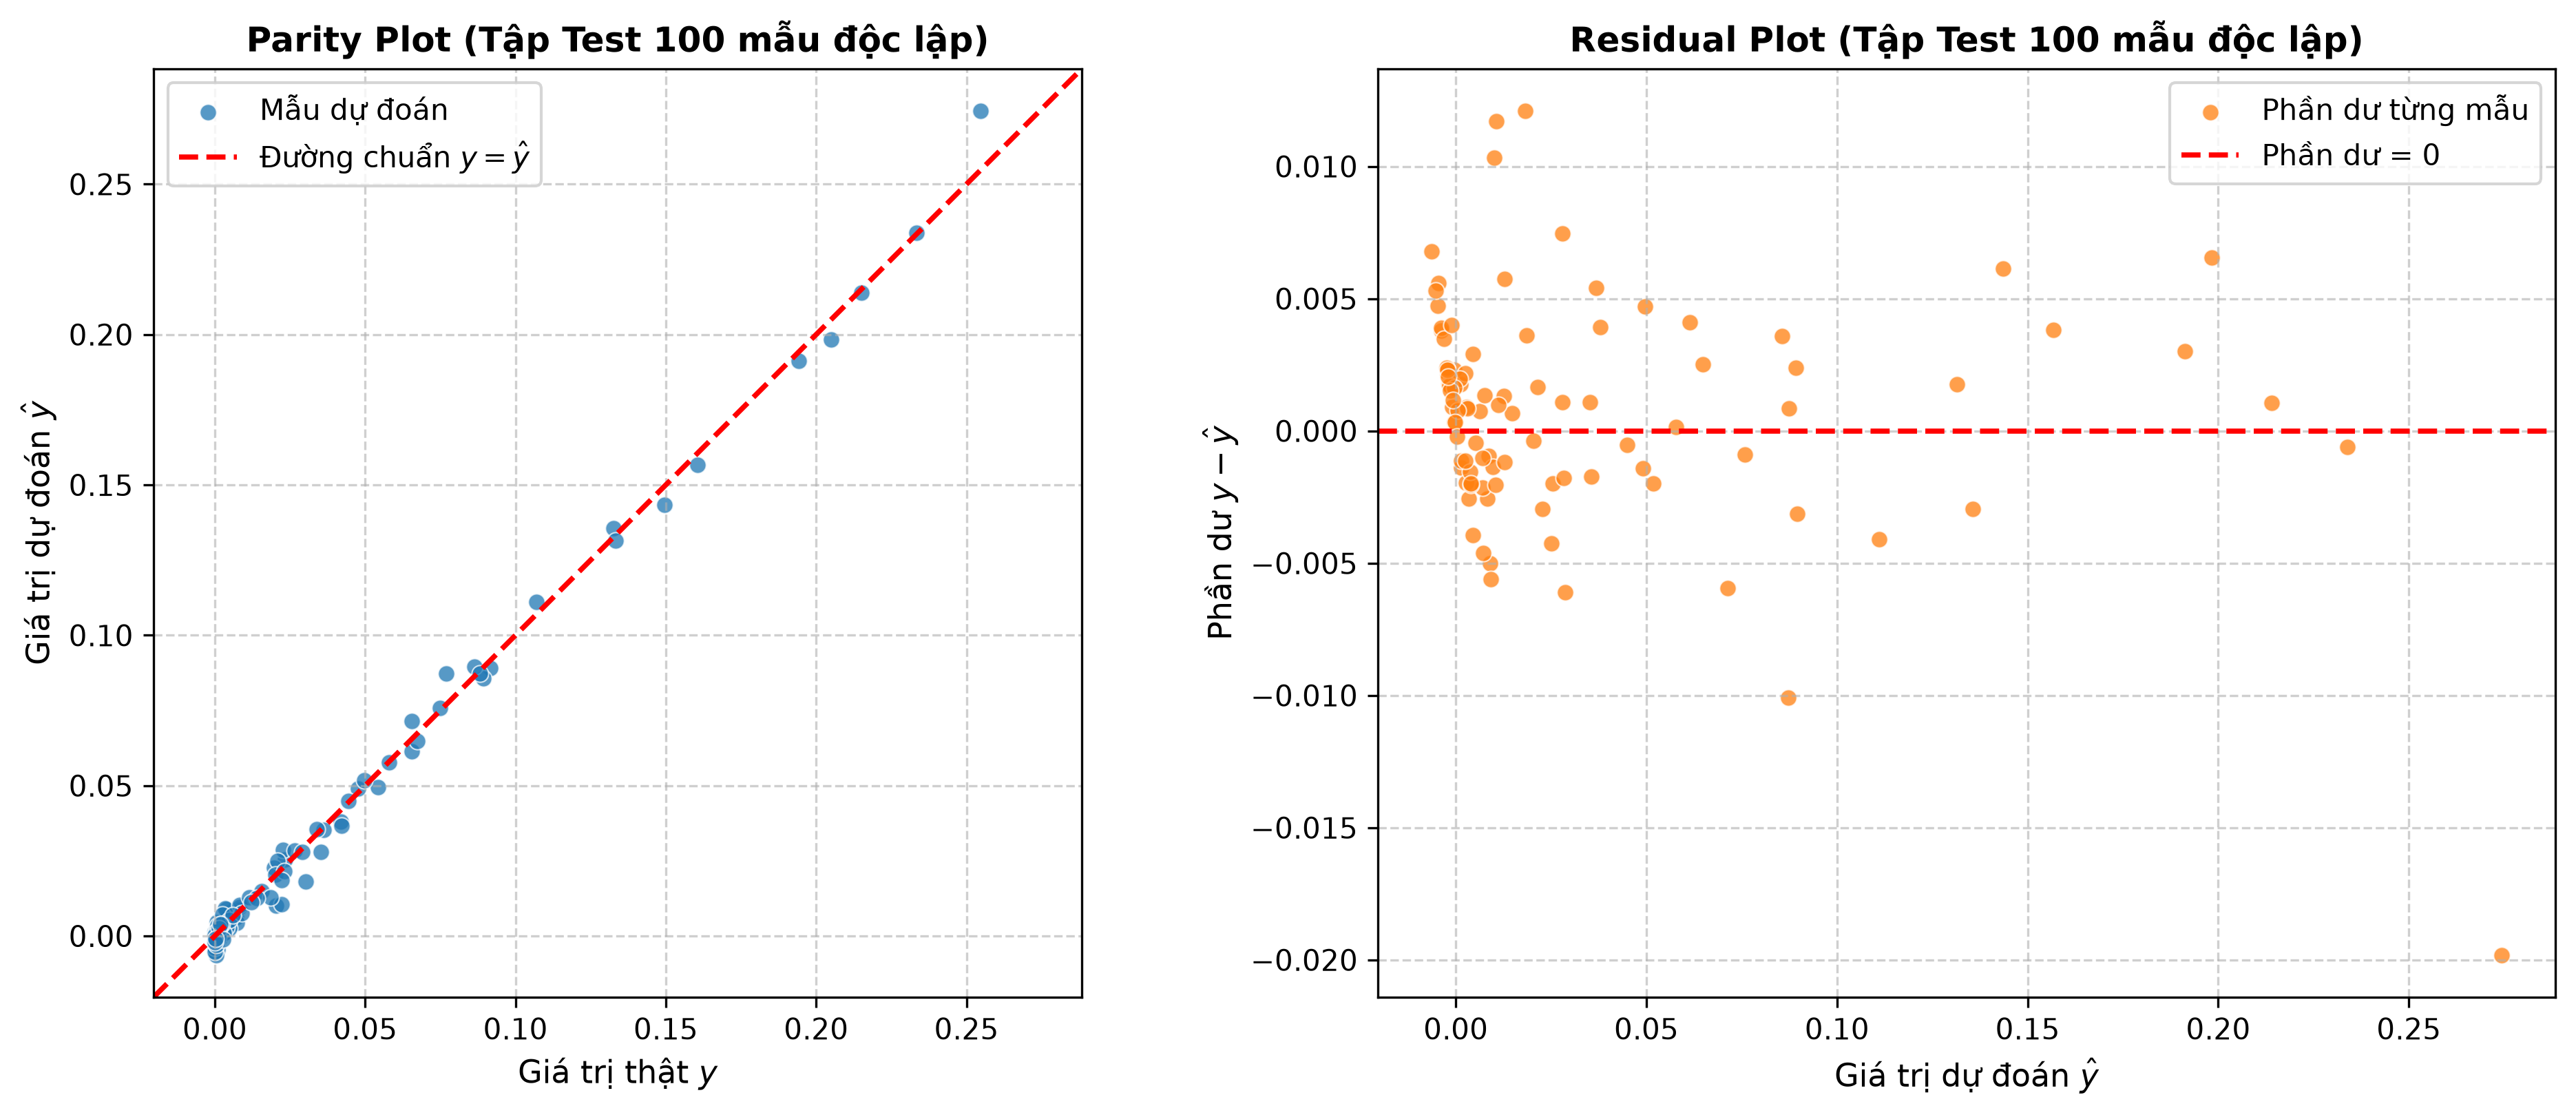 Parity Plot (Tập Test 100 mẫu độc lập)
Mẫu dự đoán
Đường chuẩn y = ŷ
0.25
0.20
0.15
0.10
0.05
0.00
Giá trị dự đoán ŷ
0.00 0.05 0.10 0.15 0.20 0.25
Giá trị thật y
Residual Plot (Tập Test 100 mẫu độc lập)
Phần dư từng mẫu
Phần dư = 0
0.010
0.005
0.000
−0.005
−0.010
−0.015
−0.020
Phần dư y − ŷ
0.00 0.05 0.10 0.15 0.20 0.25
Giá trị dự đoán ŷ